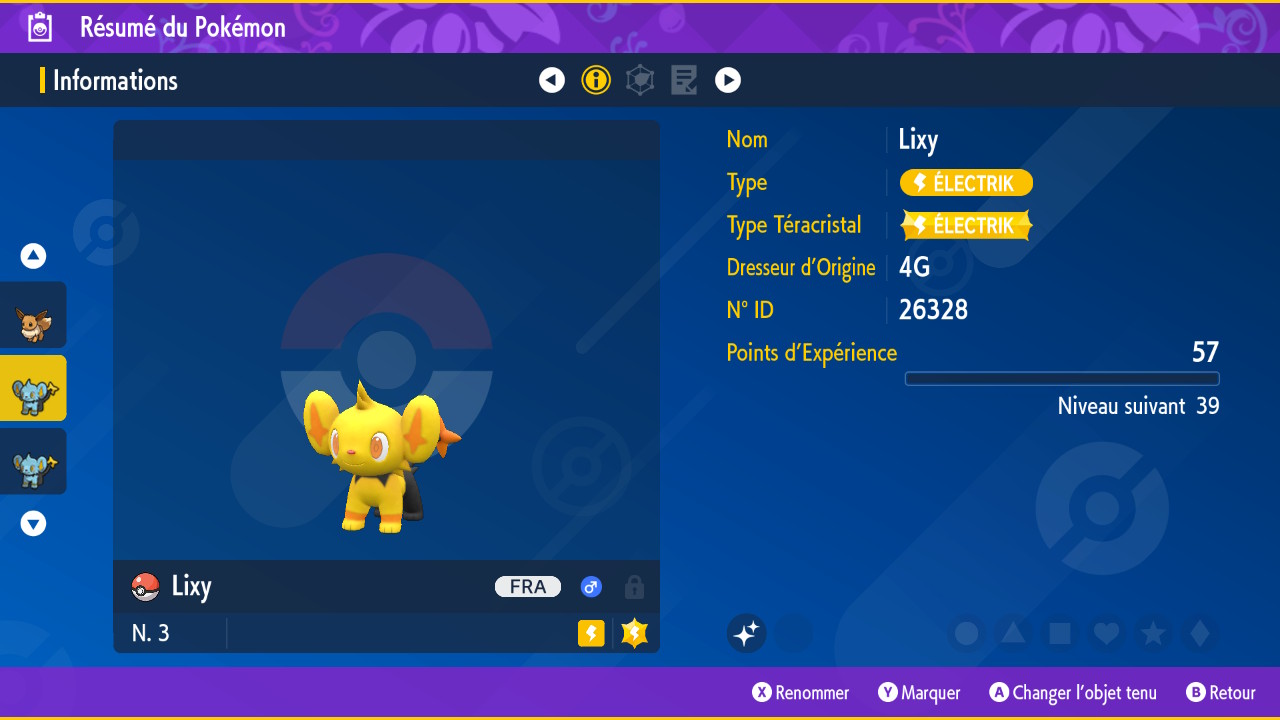 Résumé du Pokémon
Informations
Nom Lixy
Type ÉLECTRIK
Type Téracristal ÉLECTRIK
Dresseur d'Origine 4G
N° ID 26328
Points d'Expérience 57
Niveau suivant 39
Lixy FRA
N. 3
X Renommer Y Marquer A Changer l'objet tenu B Retour